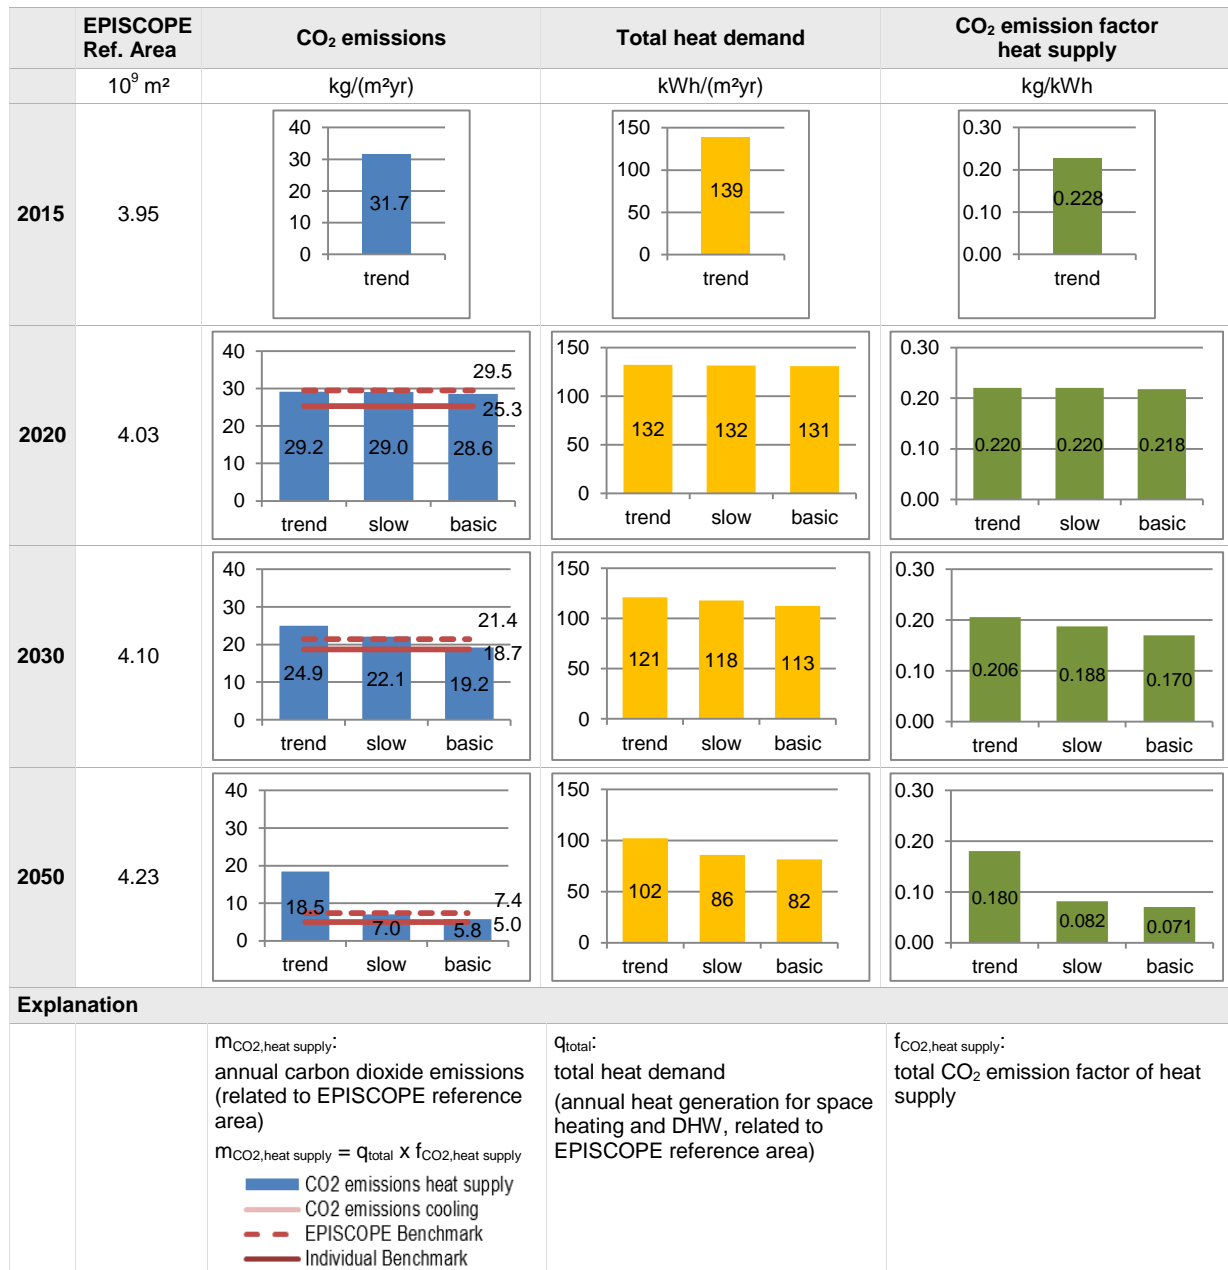 EPISCOPE
Ref. Area
CO₂ emissions
Total heat demand
CO₂ emission factor
heat supply
10⁹ m²
kg/(m²yr)
kWh/(m²yr)
kg/kWh
2015
3.95
40
30
20
10
0
31.7
trend
150
100
50
0
139
trend
0.30
0.20
0.10
0.00
0.228
trend
2020
4.03
40
30
20
10
0
29.5
25.3
29.2 29.0 28.6
trend slow basic
150
100
50
0
132 132 131
trend slow basic
0.30
0.20
0.10
0.00
0.220 0.220 0.218
trend slow basic
2030
4.10
40
30
20
10
0
21.4
18.7
24.9 22.1 19.2
trend slow basic
150
100
50
0
121 118 113
trend slow basic
0.30
0.20
0.10
0.00
0.206 0.188 0.170
trend slow basic
2050
4.23
40
30
20
10
0
7.4
5.0
18.5 7.0 5.8
trend slow basic
150
100
50
0
102 86 82
trend slow basic
0.30
0.20
0.10
0.00
0.180 0.082 0.071
trend slow basic
Explanation
mCO2,heat supply:
annual carbon dioxide emissions
(related to EPISCOPE reference
area)
mCO2,heat supply = qtotal x fCO2,heat supply
CO2 emissions heat supply
CO2 emissions cooling
EPISCOPE Benchmark
Individual Benchmark
qtotal:
total heat demand
(annual heat generation for space
heating and DHW, related to
EPISCOPE reference area)
fCO2,heat supply:
total CO₂ emission factor of heat
supply